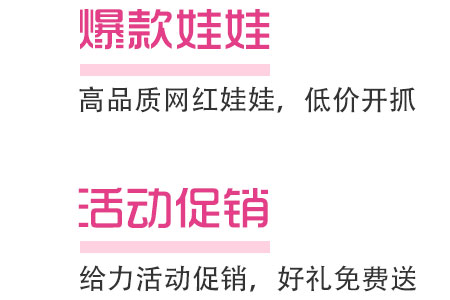 爆款娃娃
高品质网红娃娃，低价开抓
活动促销
给力活动促销，好礼免费送